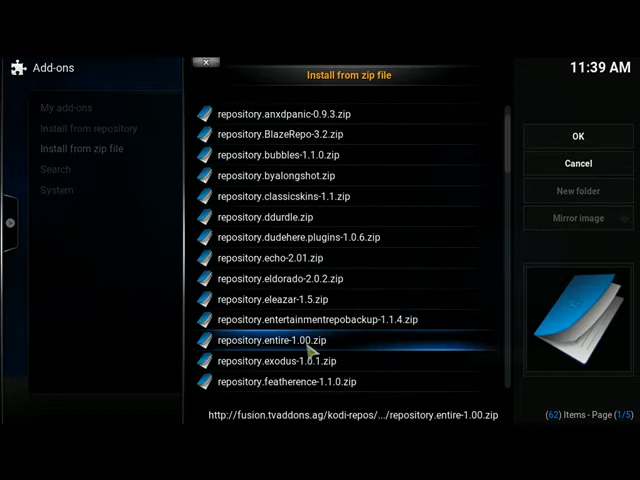 Add-ons
Install from zip file
11:39 AM
My add-ons
Install from repository
Install from zip file
Search
System
repository.anxdpanic-0.9.3.zip
repository.BlazeRepo-3.2.zip
repository.bubbles-1.1.0.zip
repository.byalongshot.zip
repository.classicskins-1.1.zip
repository.ddurdle.zip
repository.dudehere.plugins-1.0.6.zip
repository.echo-2.01.zip
repository.eldorado-2.0.2.zip
repository.eleazar-1.5.zip
repository.entertainmentrepobackup-1.1.4.zip
repository.entire-1.00.zip
repository.exodus-1.0.1.zip
repository.featherence-1.1.0.zip
OK
Cancel
New folder
Mirror image
http://fusion.tvaddons.ag/kodi-repos/.../repository.entire-1.00.zip
(62) Items - Page (1/5)